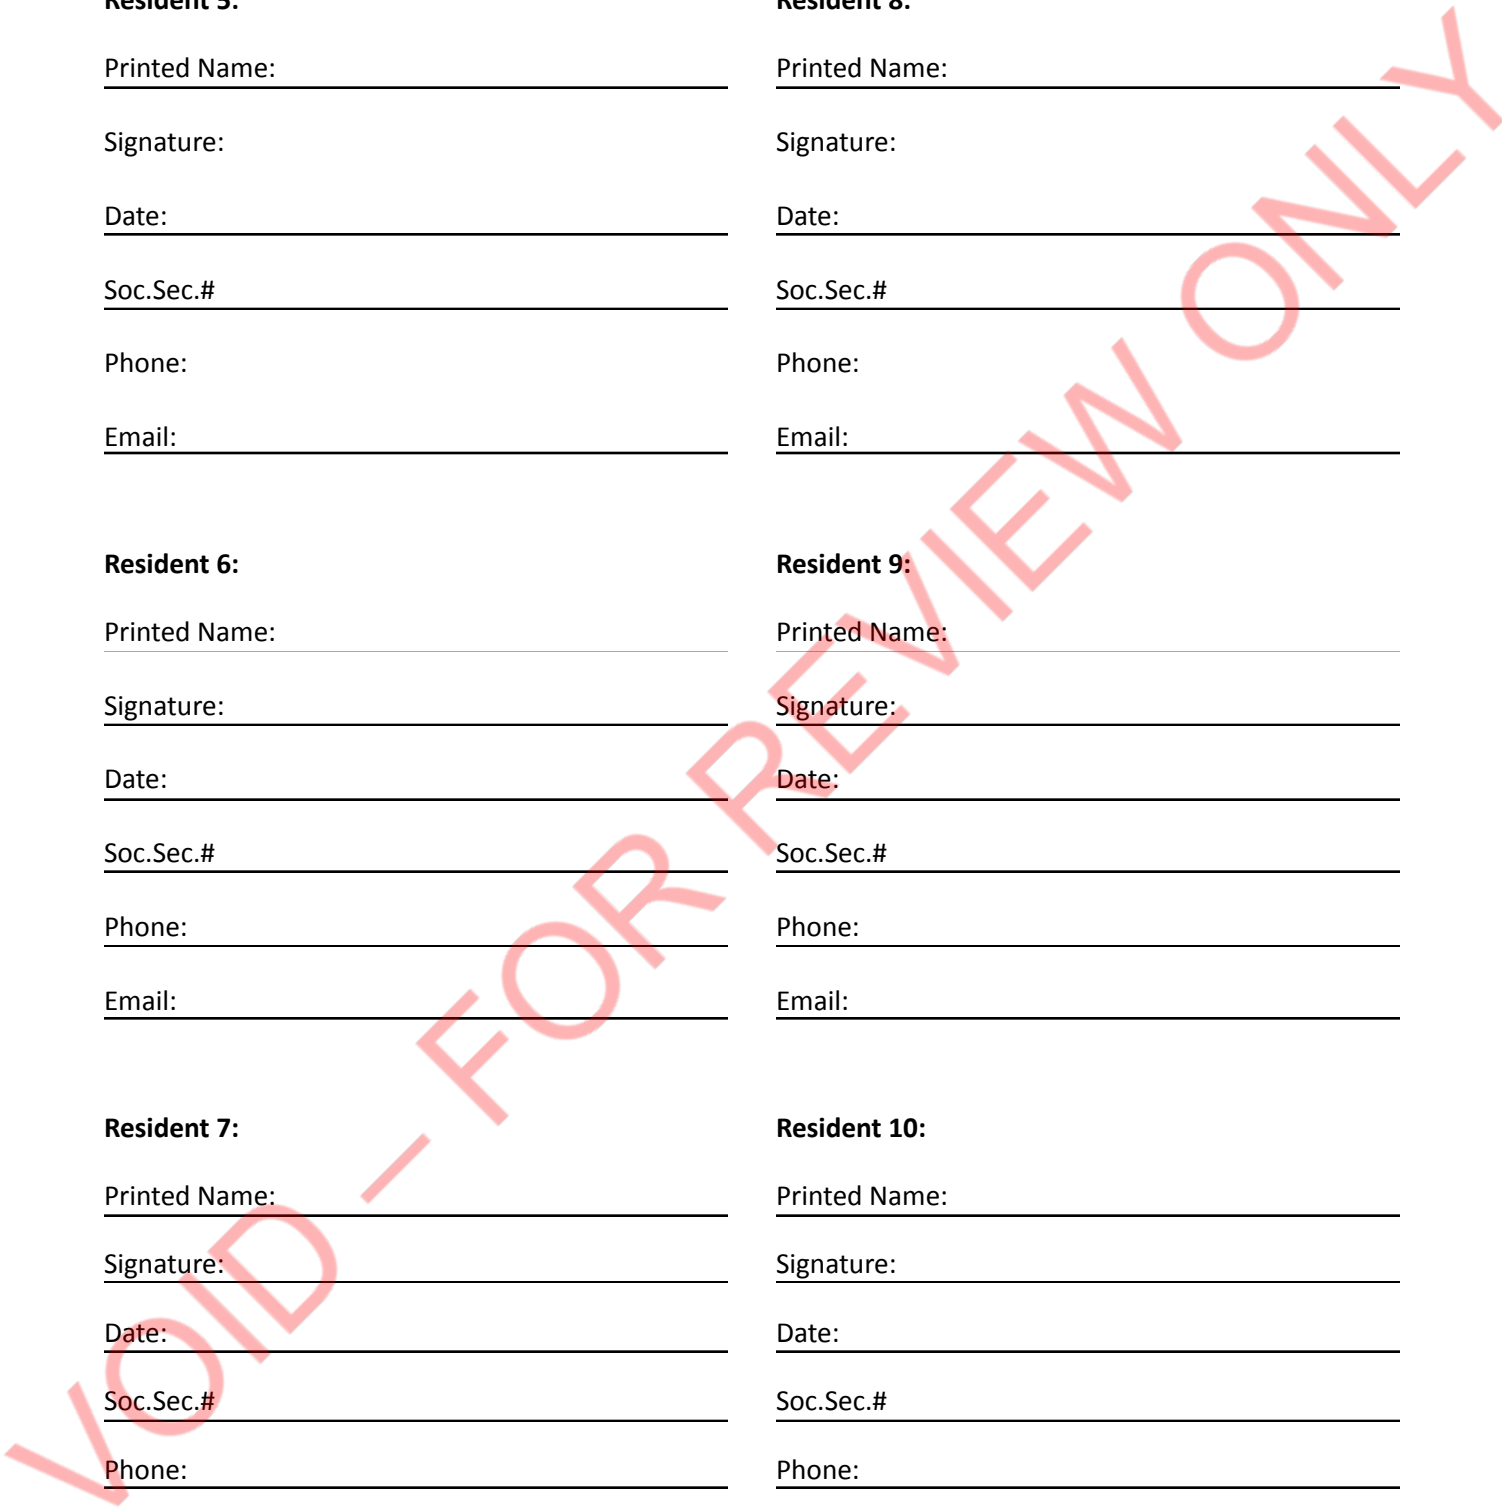 Resident 5:
Printed Name:
Signature:
Date:
Soc.Sec.#
Phone:
Email:
Resident 6:
Printed Name:
Signature:
Date:
Soc.Sec.#
Phone:
Email:
Resident 7:
Printed Name:
Signature:
Date:
Soc.Sec.#
Phone:
Resident 8:
Printed Name:
Signature:
Date:
Soc.Sec.#
Phone:
Email:
Resident 9:
Printed Name:
Signature:
Date:
Soc.Sec.#
Phone:
Email:
Resident 10:
Printed Name:
Signature:
Date:
Soc.Sec.#
Phone:
VOID – FOR REVIEW ONLY